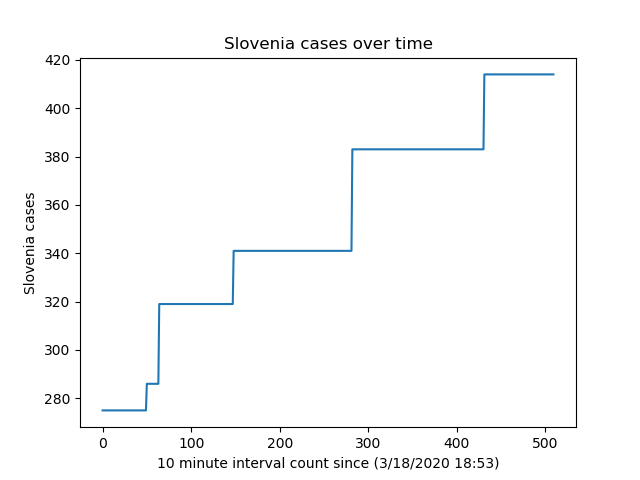 Slovenia cases over time
420
400
380
360
340
320
300
280
Slovenia cases
0 100 200 300 400 500
10 minute interval count since (3/18/2020 18:53)